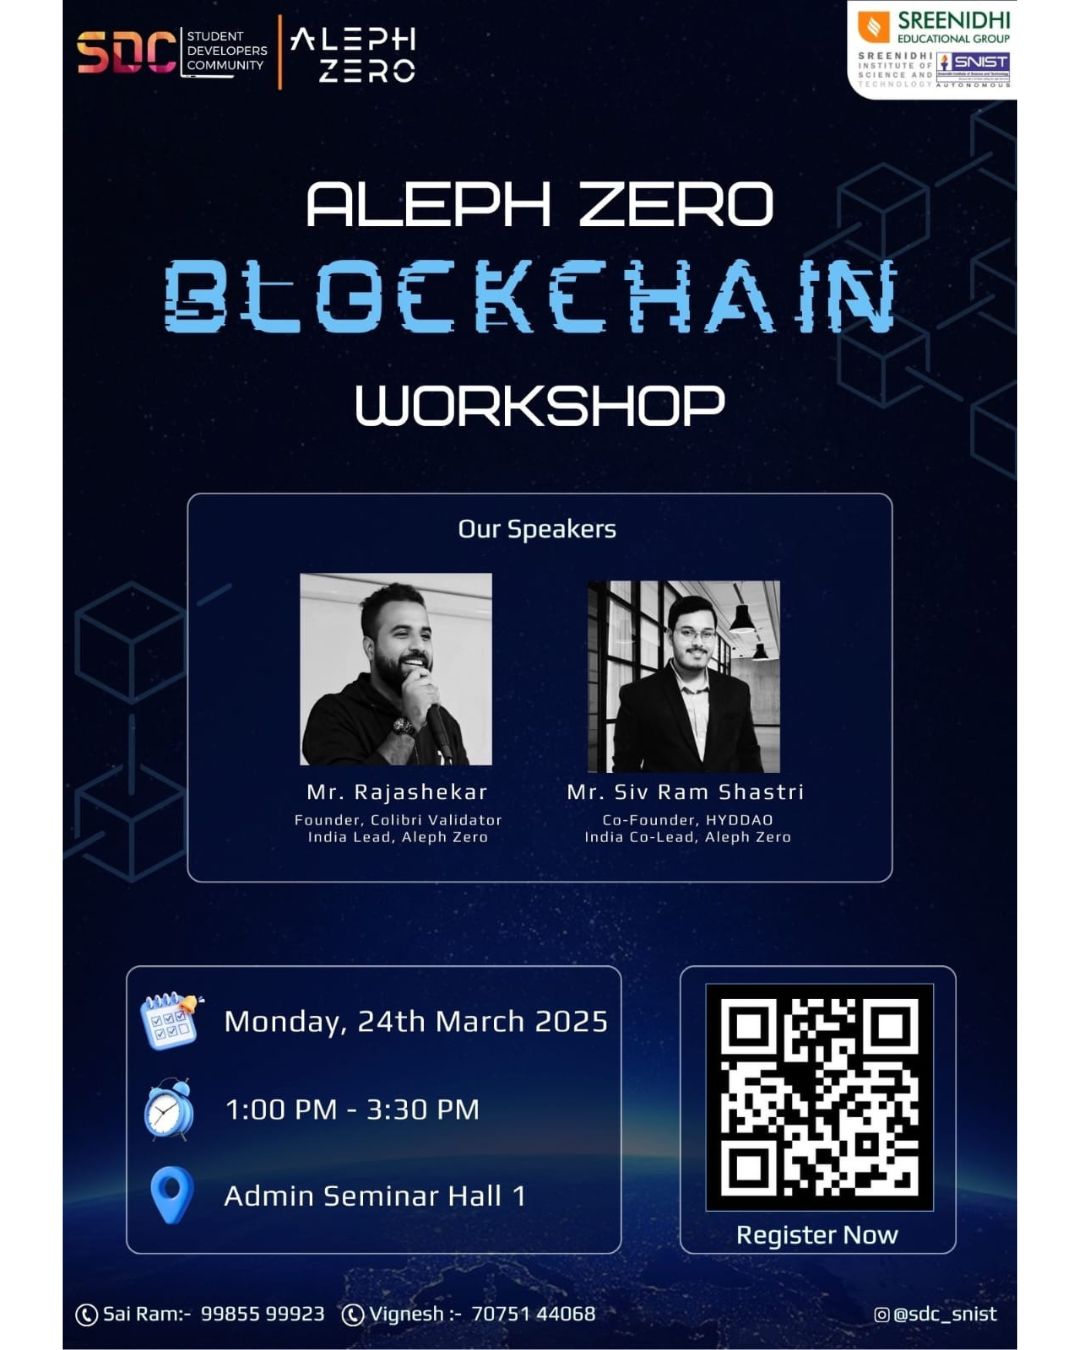 SDC
STUDENT
DEVELOPERS
COMMUNITY
ALEPH
ZERO
SREENIDHI
EDUCATIONAL GROUP
SREENIDHI
INSTITUTE OF
SCIENCE AND
TECHNOLOGY
SNIST
AUTONOMOUS
ALEPH ZERO
BLOCKCHAIN
WORKSHOP
Our Speakers
Mr. Rajashekar
Founder, Colibri Validator
India Lead, Aleph Zero
Mr. Siv Ram Shastri
Co-Founder, HYDDAO
India Co-Lead, Aleph Zero
Monday, 24th March 2025
1:00 PM - 3:30 PM
Admin Seminar Hall 1
Register Now
Sai Ram:- 99855 99923
Vignesh :- 70751 44068
@sdc_snist